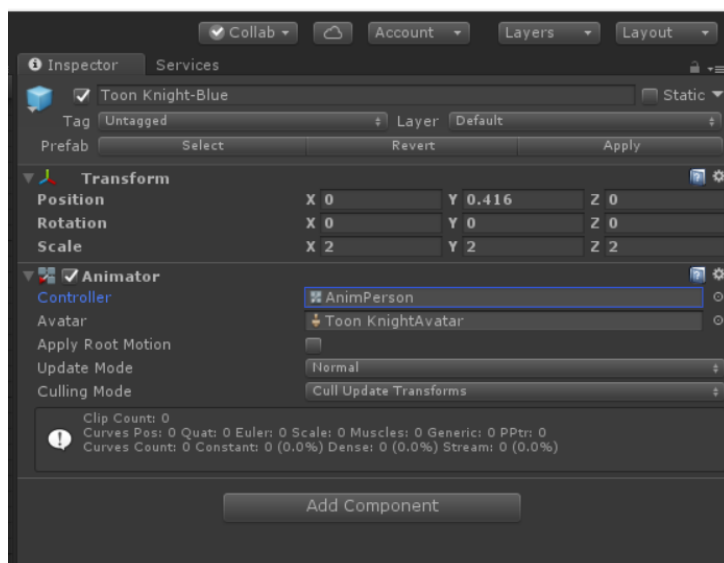 Collab Account Layers Layout
Inspector Services
Toon Knight-Blue Static
Tag Untagged Layer Default
Prefab Select Revert Apply
Transform
Position X 0 Y 0.416 Z 0
Rotation X 0 Y 0 Z 0
Scale X 2 Y 2 Z 2
Animator
Controller AnimPerson
Avatar Toon KnightAvatar
Apply Root Motion
Update Mode Normal
Culling Mode Cull Update Transforms
Clip Count: 0
Curves Pos: 0 Quat: 0 Euler: 0 Scale: 0 Muscles: 0 Generic: 0 PPtr: 0
Curves Count: 0 Constant: 0 (0.0%) Dense: 0 (0.0%) Stream: 0 (0.0%)
Add Component